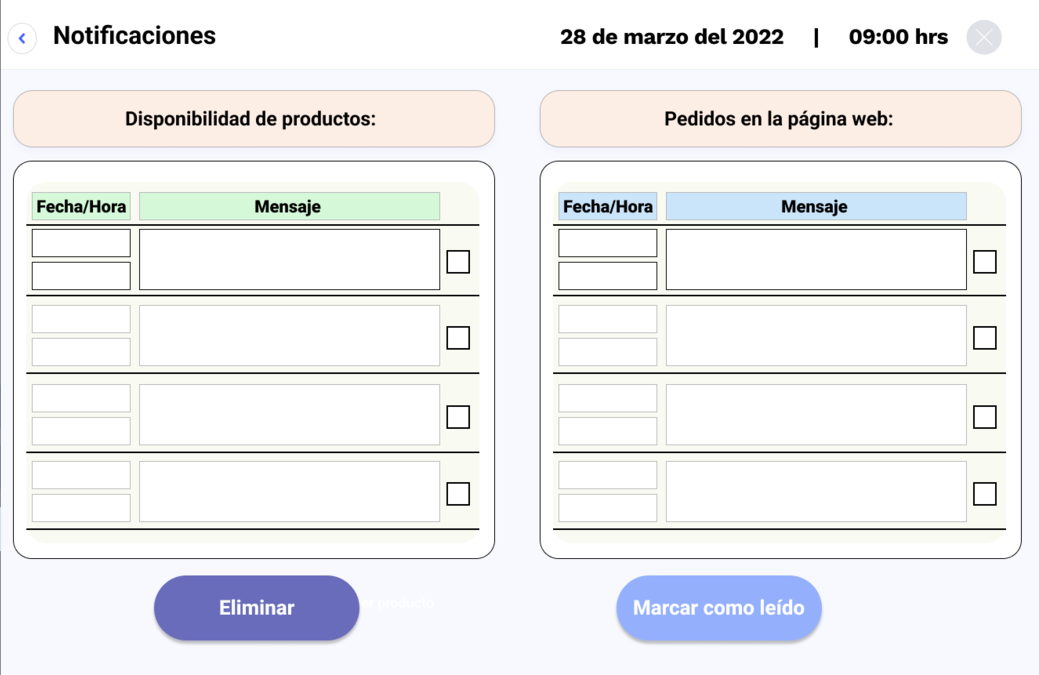 Notificaciones
28 de marzo del 2022 | 09:00 hrs
Disponibilidad de productos:
Pedidos en la página web:
Fecha/Hora Mensaje
Fecha/Hora Mensaje
Eliminar
producto
Marcar como leído